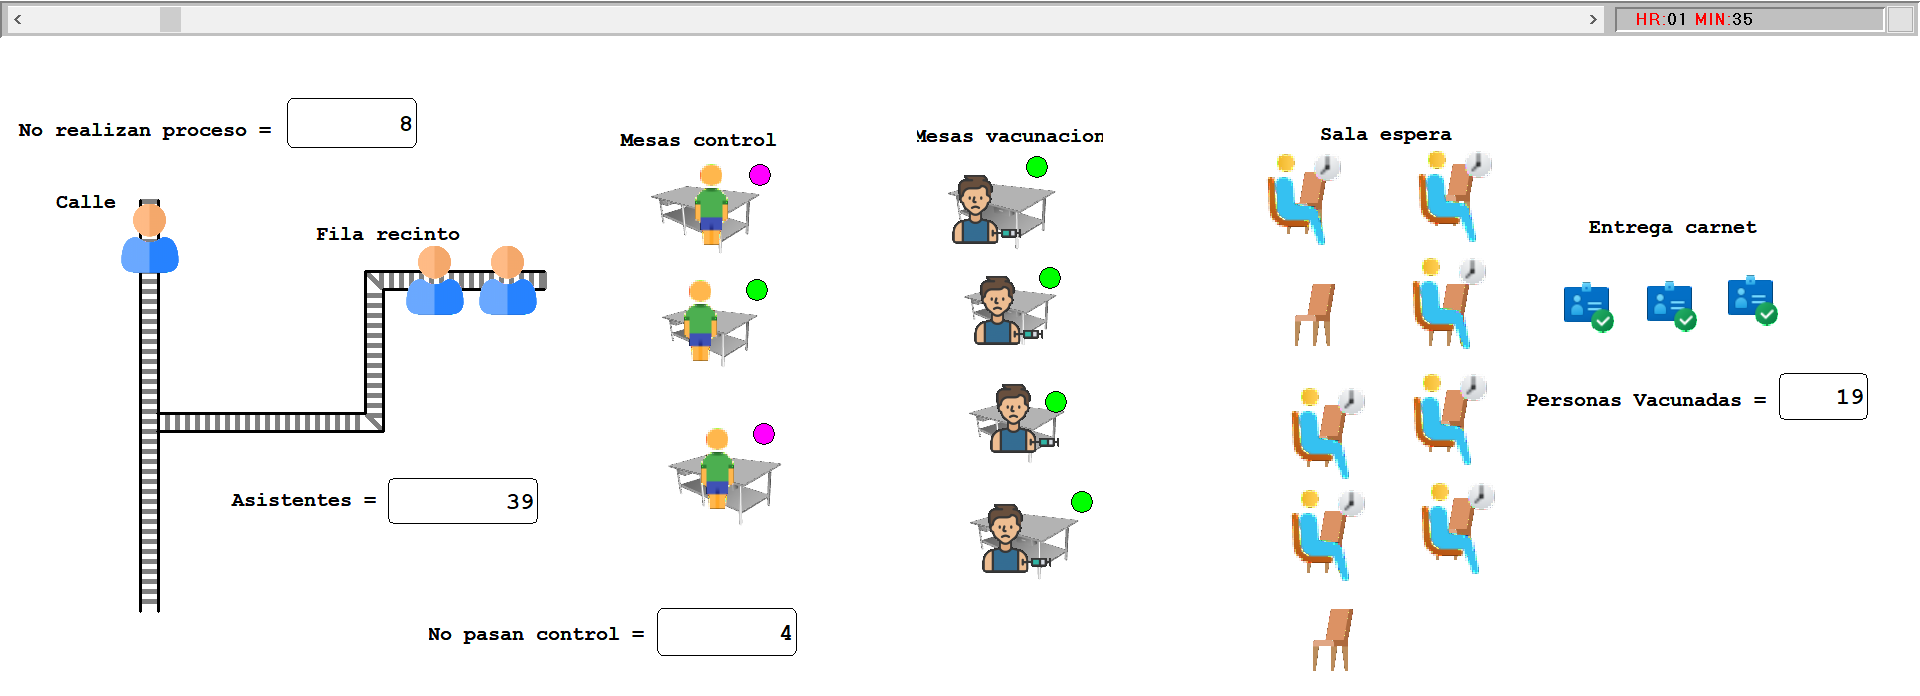 HR:01 MIN:35
No realizan proceso = 8
Mesas control
Mesas vacunacion
Sala espera
Calle
Fila recinto
Entrega carnet
Personas Vacunadas = 19
Asistentes = 39
No pasan control = 4